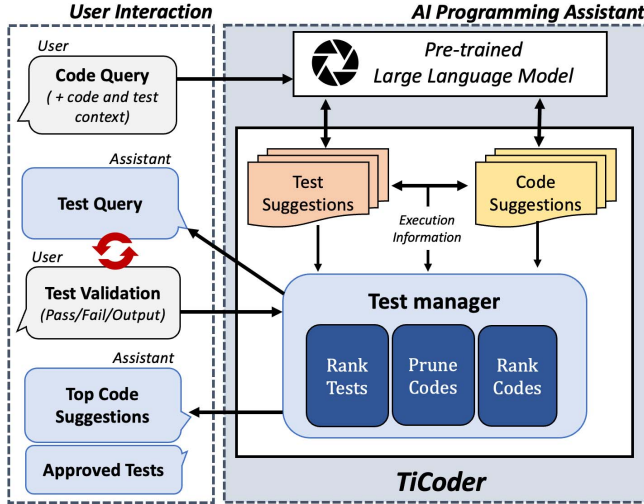 User Interaction
AI Programming Assistant
User
Code Query
( + code and test
context)
Assistant
Test Query
User
Test Validation
(Pass/Fail/Output)
Assistant
Top Code
Suggestions
Approved Tests
Pre-trained
Large Language Model
Test
Suggestions
Code
Suggestions
Execution
Information
Test manager
Rank
Tests
Prune
Codes
Rank
Codes
TiCoder